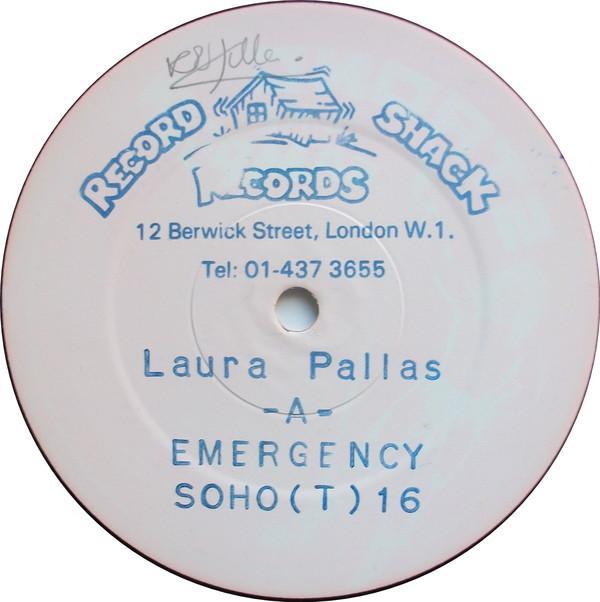 RECORD SHACK
RECORDS
12 Berwick Street, London W.1.
Tel: 01-437 3655
Laura Pallas
-A-
EMERGENCY
SOHO(T)16